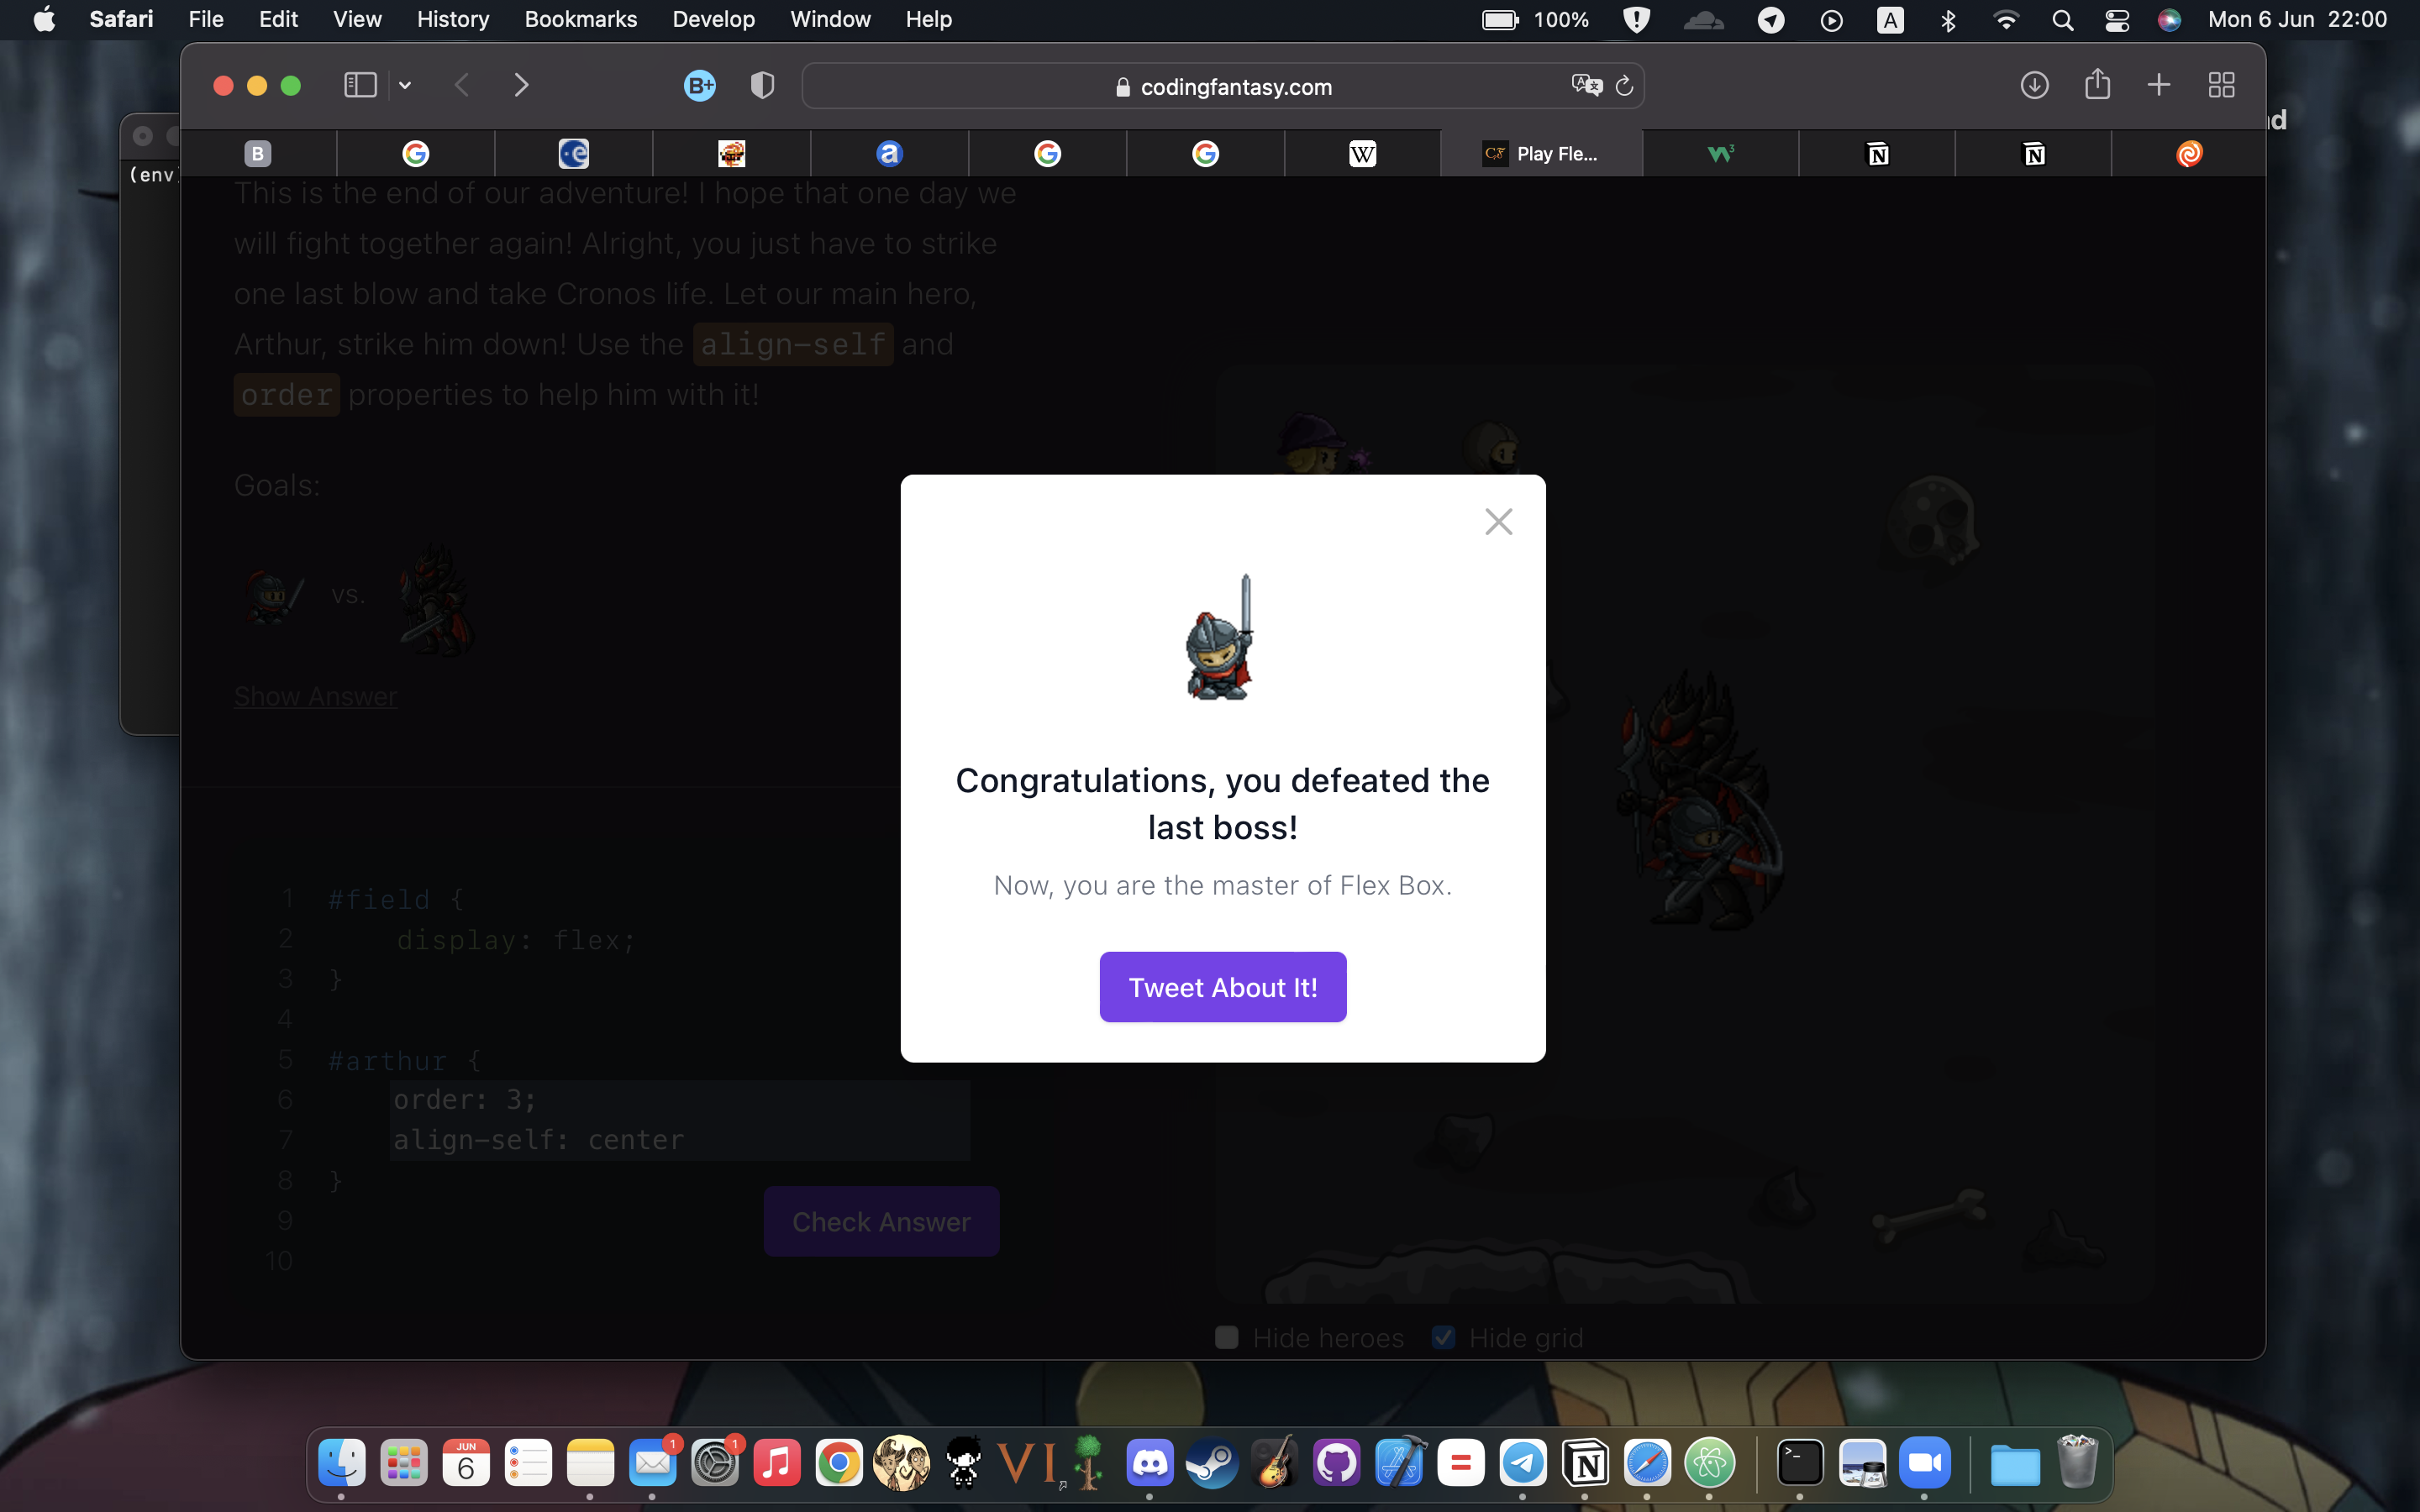 Safari File Edit View History Bookmarks Develop Window Help 100% A Mon 6 Jun 22:00
B+ codingfantasy.com
B G e a G G W CF Play Fle... W3 N N
(env)
This is the end of our adventure! I hope that one day we
will fight together again! Alright, you just have to strike
one last blow and take Cronos life. Let our main hero,
Arthur, strike him down! Use the align-self and
order properties to help him with it!
Goals:
vs.
Show Answer
Congratulations, you defeated the
last boss!
Now, you are the master of Flex Box.
Tweet About It!
1 #field {
2 display: flex;
3 }
4
5 #arthur {
6 order: 3;
7 align-self: center
8 }
9
10
Check Answer
Hide heroes Hide grid
JUN
6
1
1
VI
N